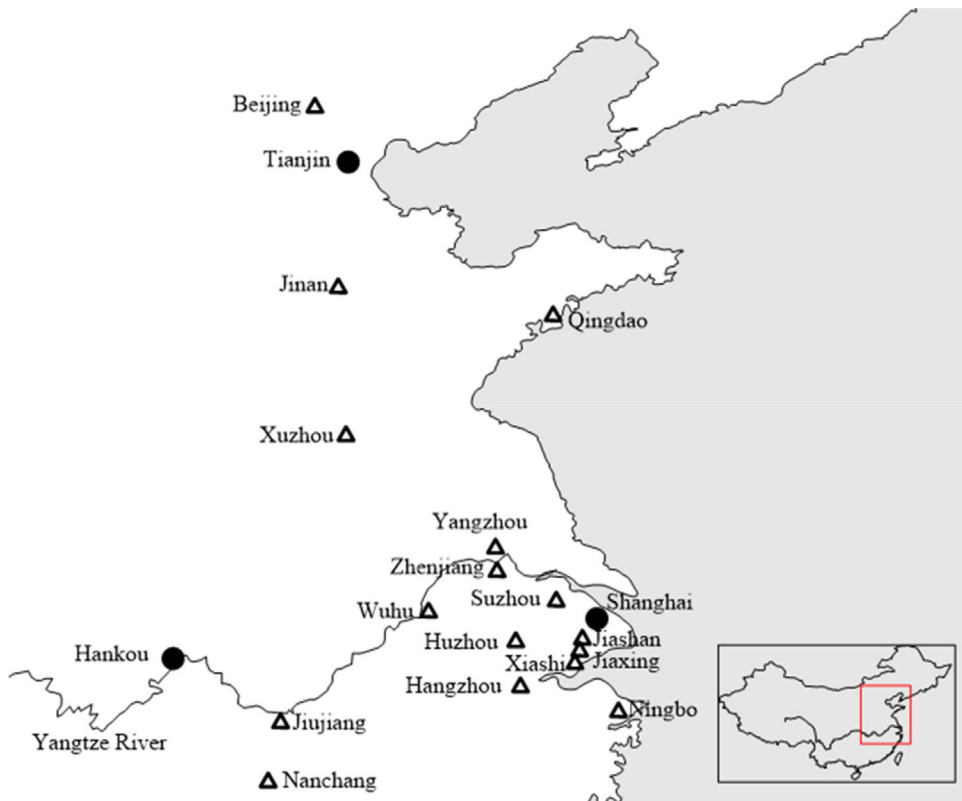 Beijing
Tianjin
Jinan
Qingdao
Xuzhou
Yangzhou
Zhenjiang
Suzhou
Shanghai
Wuhu
Huzhou
Jiashan
Hankou
Xiashi
Jiaxing
Hangzhou
Ningbo
Jiujiang
Yangtze River
Nanchang